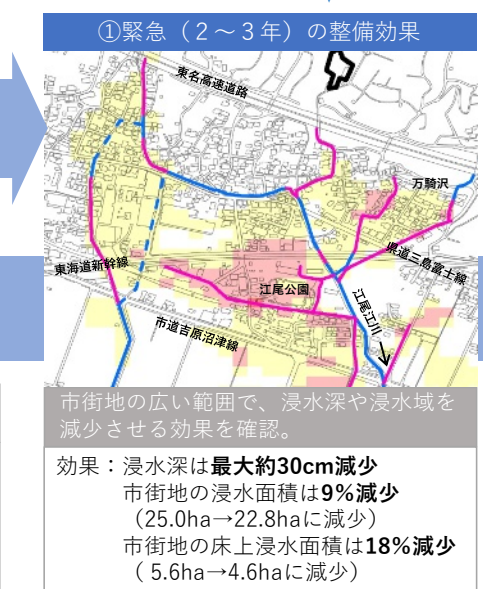 ①緊急（２～３年）の整備効果
東名高速道路
万騎沢
県道三島富士線
東海道新幹線
江尾公園
江尾江川
市道吉原沼津線
市街地の広い範囲で、浸水深や浸水域を
減少させる効果を確認。
効果：浸水深は最大約30cm減少
市街地の浸水面積は9%減少
（25.0ha→22.8haに減少）
市街地の床上浸水面積は18%減少
（ 5.6ha→4.6haに減少）